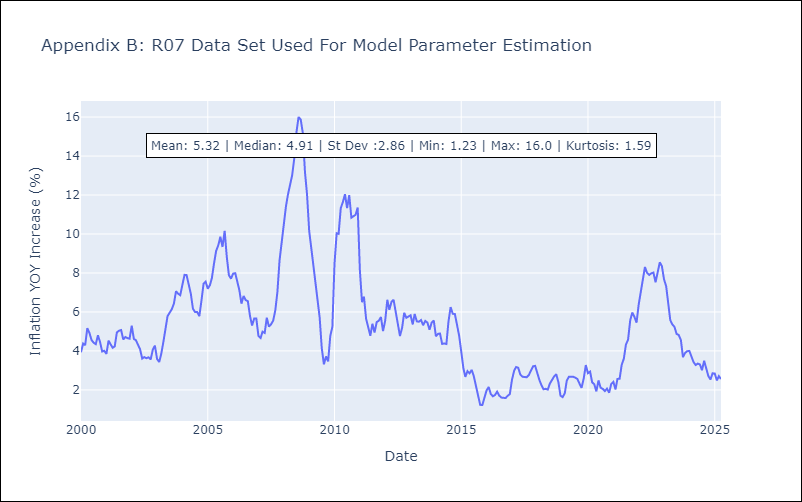 Appendix B: R07 Data Set Used For Model Parameter Estimation
Mean: 5.32 | Median: 4.91 | St Dev :2.86 | Min: 1.23 | Max: 16.0 | Kurtosis: 1.59
Inflation YOY Increase (%)
16
14
12
10
8
6
4
2
2000 2005 2010 2015 2020 2025
Date